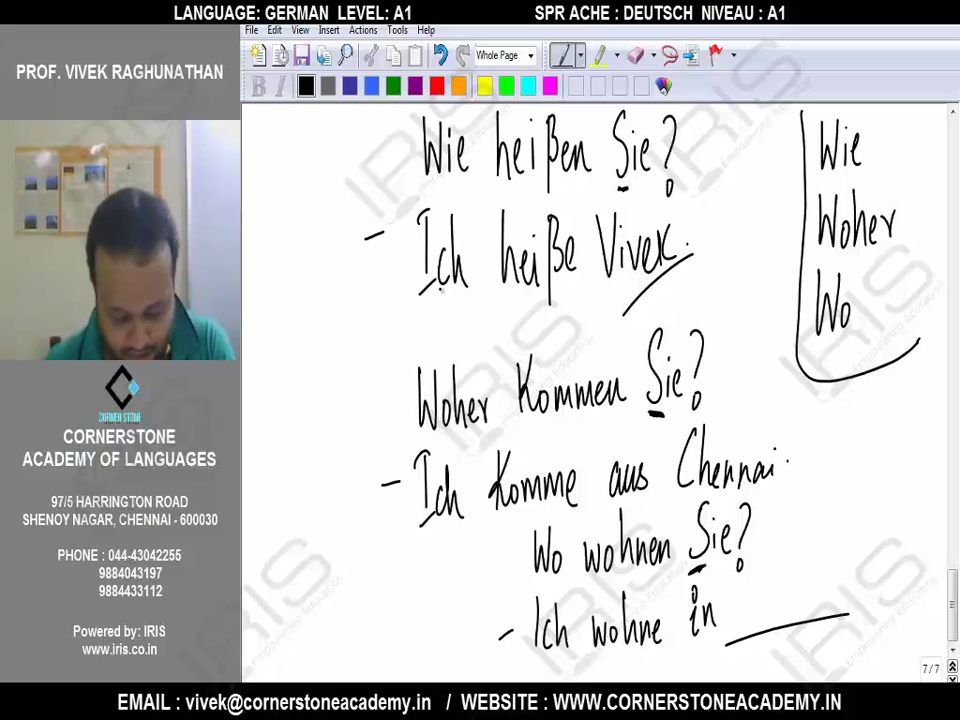 LANGUAGE: GERMAN LEVEL: A1
SPR ACHE : DEUTSCH NIVEAU : A1
PROF. VIVEK RAGHUNATHAN
File Edit View Insert Actions Tools Help
Whole Page
B I
Wie heißen Sie?
- Ich heiße Vivek.
Woher kommen Sie?
- Ich komme aus Chennai.
Wo wohnen Sie?
- Ich wohne in
Wie
Woher
Wo
CORNER STONE
CORNERSTONE
ACADEMY OF LANGUAGES
97/5 HARRINGTON ROAD
SHENOY NAGAR, CHENNAI - 600030
PHONE : 044-43042255
9884043197
9884433112
Powered by: IRIS
www.iris.co.in
7/7
EMAIL : vivek@cornerstoneacademy.in / WEBSITE : WWW.CORNERSTONEACADEMY.IN
IRIS